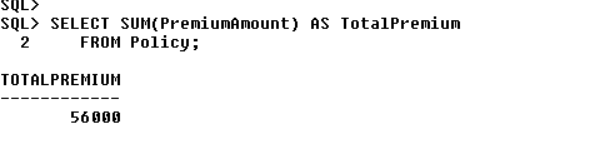 SQL>
SQL> SELECT SUM(PremiumAmount) AS TotalPremium
  2     FROM Policy;
TOTALPREMIUM
------------
       56000